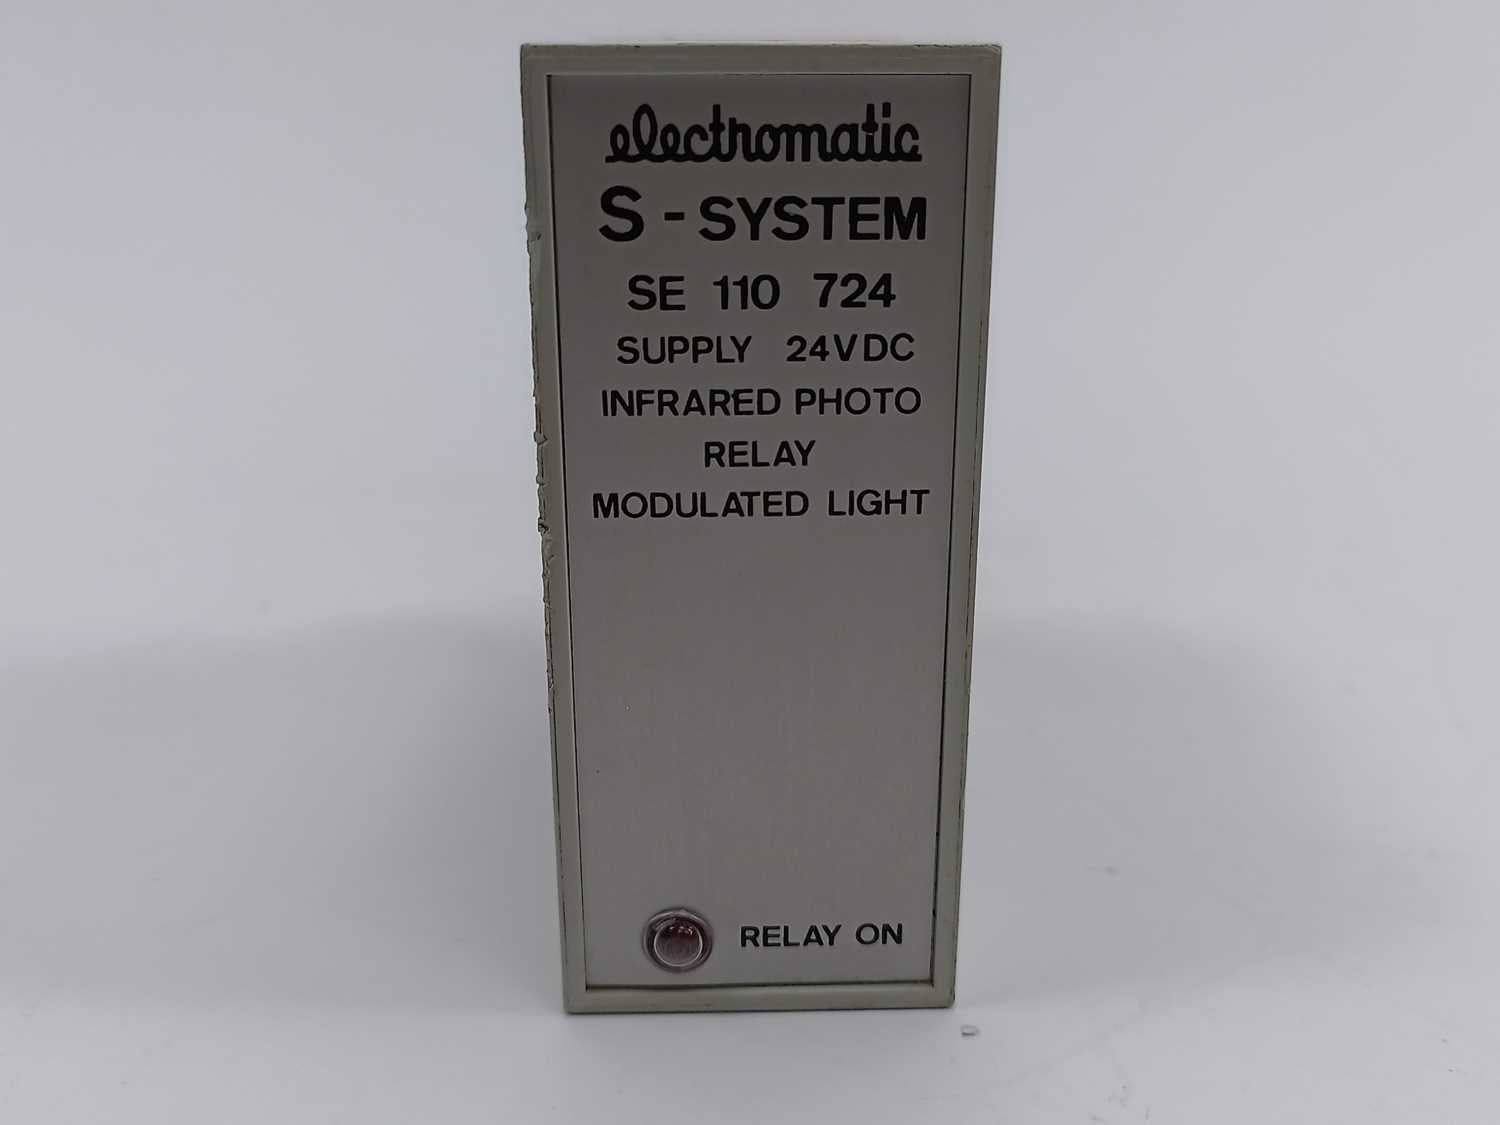 electromatic
S - SYSTEM
SE 110 724
SUPPLY 24VDC
INFRARED PHOTO
RELAY
MODULATED LIGHT
RELAY ON